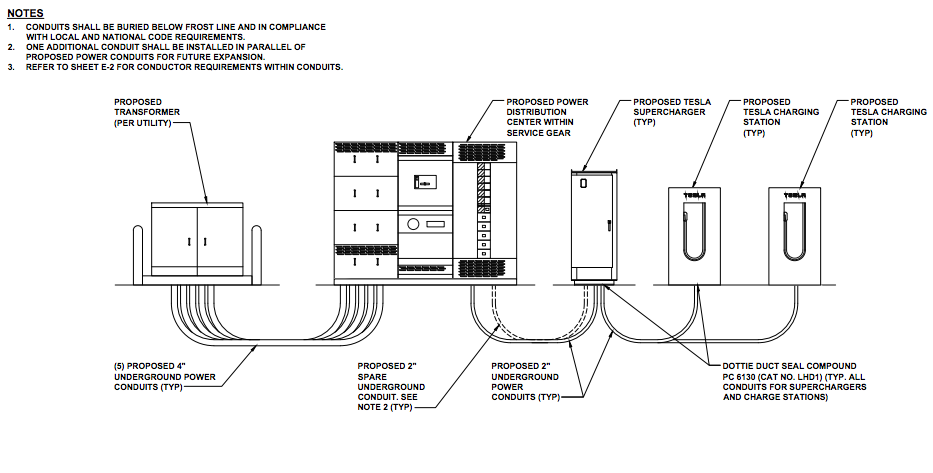 NOTES
1. CONDUITS SHALL BE BURIED BELOW FROST LINE AND IN COMPLIANCE
WITH LOCAL AND NATIONAL CODE REQUIREMENTS.
2. ONE ADDITIONAL CONDUIT SHALL BE INSTALLED IN PARALLEL OF
PROPOSED POWER CONDUITS FOR FUTURE EXPANSION.
3. REFER TO SHEET E-2 FOR CONDUCTOR REQUIREMENTS WITHIN CONDUITS.
PROPOSED
TRANSFORMER
(PER UTILITY)
PROPOSED POWER
DISTRIBUTION
CENTER WITHIN
SERVICE GEAR
PROPOSED TESLA
SUPERCHARGER
(TYP)
PROPOSED
TESLA CHARGING
STATION
(TYP)
PROPOSED
TESLA CHARGING
STATION
(TYP)
TESLA
TESLA
(5) PROPOSED 4"
UNDERGROUND POWER
CONDUITS (TYP)
PROPOSED 2"
SPARE
UNDERGROUND
CONDUIT. SEE
NOTE 2 (TYP)
PROPOSED 2"
UNDERGROUND
POWER
CONDUITS (TYP)
DOTTIE DUCT SEAL COMPOUND
PC 6130 (CAT NO. LHD1) (TYP. ALL
CONDUITS FOR SUPERCHARGERS
AND CHARGE STATIONS)